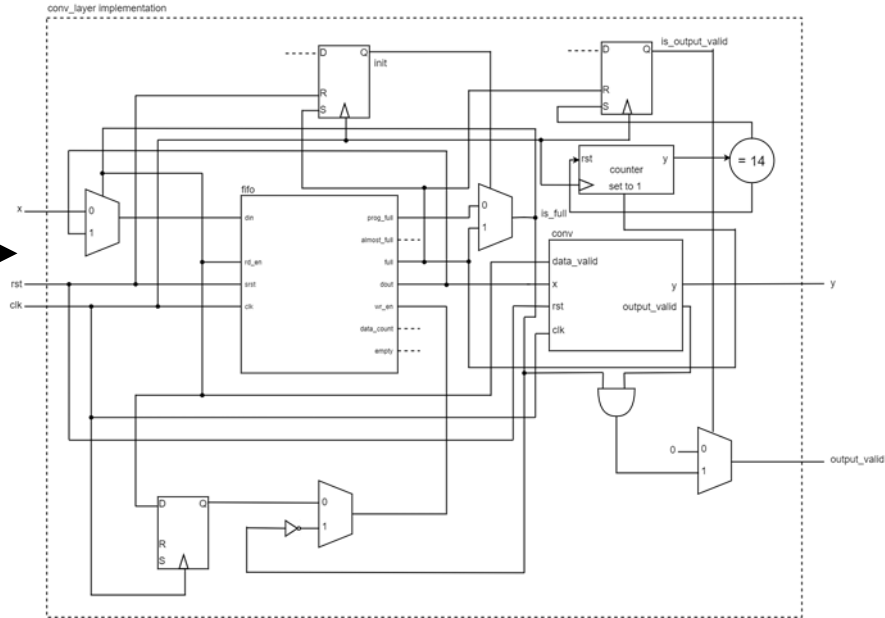 conv_layer implementation
D Q
init
R
S
D Q
is_output_valid
R
S
rst
y
counter
set to 1
= 14
x
0
1
fifo
din
prog_full
almost_full
rd_en
full
srst
dout
clk
wr_en
data_count
empty
0
1
is_full
conv
data_valid
x
y
rst
output_valid
clk
rst
clk
y
0
0
1
output_valid
D Q
R
S
0
1